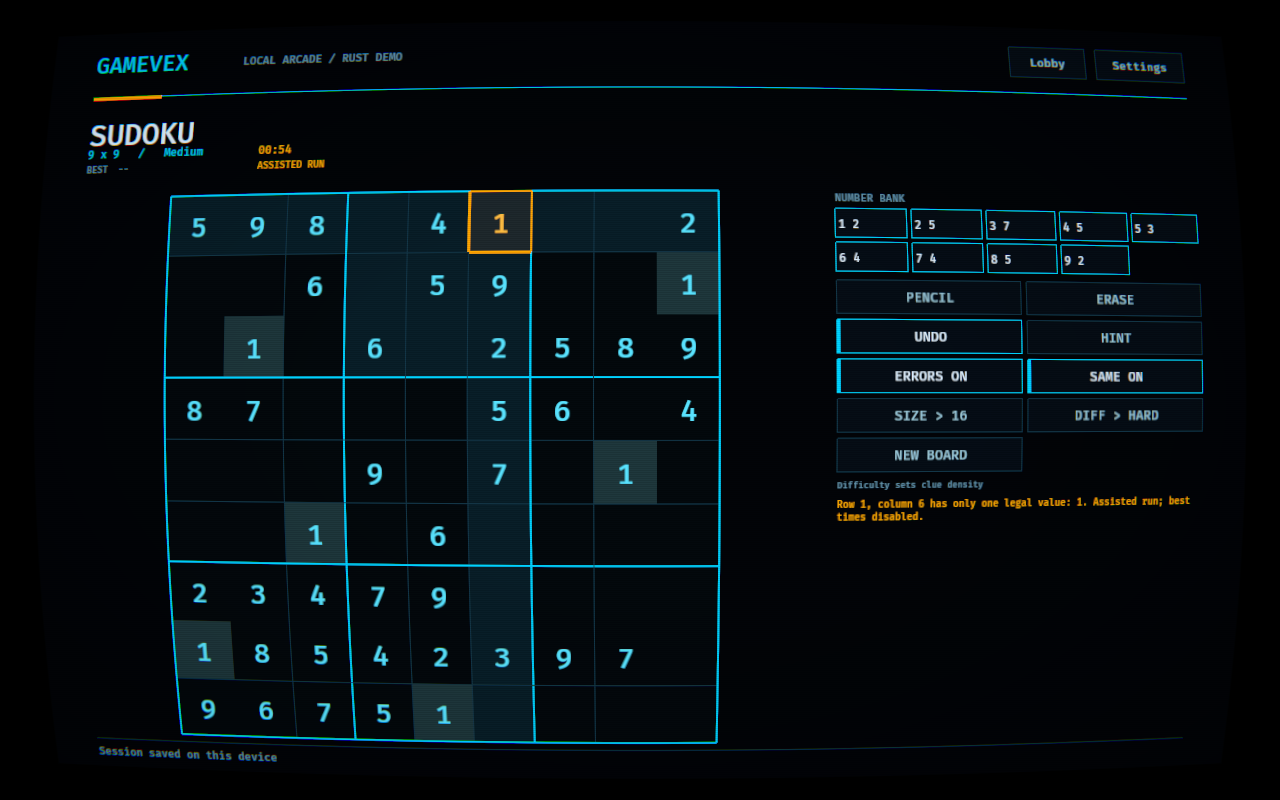 GAMEVEX
LOCAL ARCADE / RUST DEMO
Lobby
Settings
SUDOKU
9 x 9 / Medium
BEST --
00:54
ASSISTED RUN
5 9 8 4 1 2
6 5 9 1
1 6 2 5 8 9
8 7 5 6 4
9 7 1
1 6
2 3 4 7 9
1 8 5 4 2 3 9 7
9 6 7 5 1
NUMBER BANK
1 2
2 5
3 7
4 5
5 3
6 4
7 4
8 5
9 2
PENCIL
ERASE
UNDO
HINT
ERRORS ON
SAME ON
SIZE > 16
DIFF > HARD
NEW BOARD
Difficulty sets clue density
Row 1, column 6 has only one legal value: 1. Assisted run; best
times disabled.
Session saved on this device